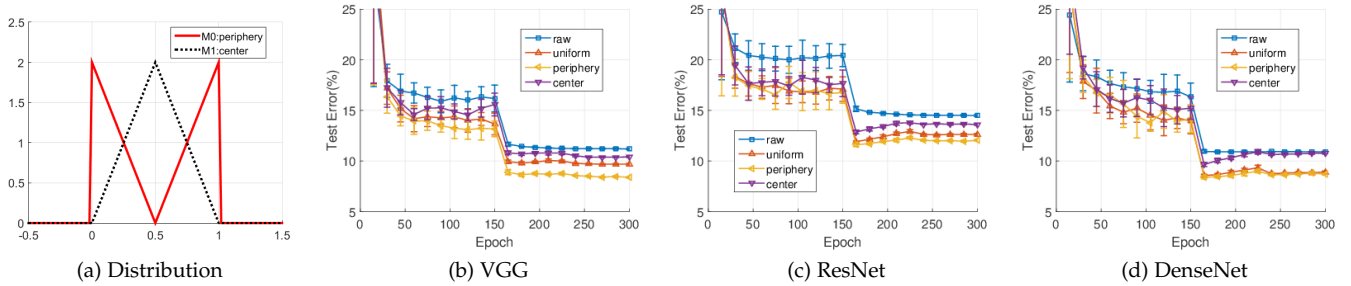 2.5
2
1.5
1
0.5
0
-0.5 0 0.5 1 1.5
M0:periphery
M1:center
(a) Distribution
Test Error(%)
25
20
15
10
5
0 50 100 150 200 250 300
Epoch
raw
uniform
periphery
center
(b) VGG
Test Error(%)
25
20
15
10
5
0 50 100 150 200 250 300
Epoch
raw
uniform
periphery
center
(c) ResNet
Test Error(%)
25
20
15
10
5
0 50 100 150 200 250 300
Epoch
raw
uniform
periphery
center
(d) DenseNet